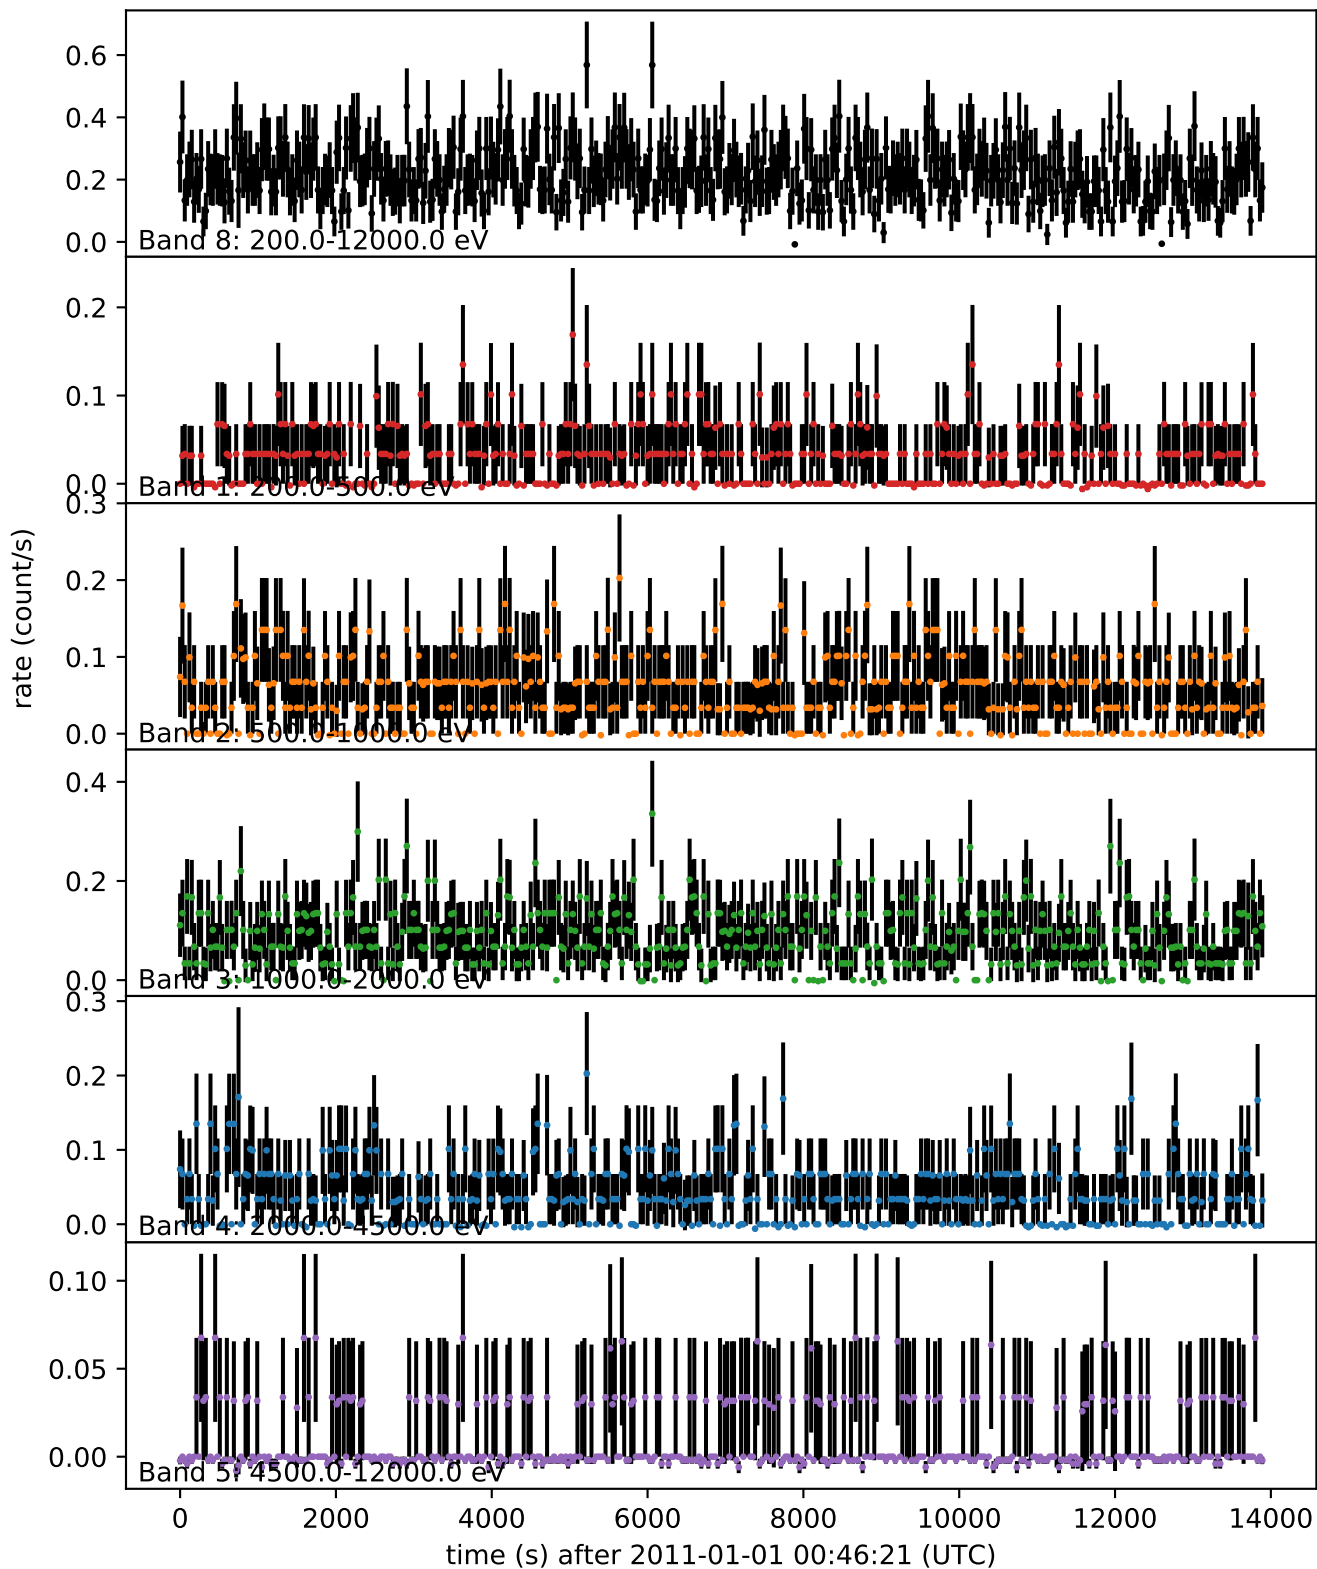 0.6
0.4
0.2
0.0
Band 8: 200.0-12000.0 eV
0.2
0.1
0.0
Band 1: 200.0-500.0 eV
0.3
0.2
0.1
0.0
Band 2: 500.0-1000.0 eV
rate (count/s)
0.4
0.2
0.0
Band 3: 1000.0-2000.0 eV
0.3
0.2
0.1
0.0
Band 4: 2000.0-4500.0 eV
0.10
0.05
0.00
Band 5: 4500.0-12000.0 eV
0 2000 4000 6000 8000 10000 12000 14000
time (s) after 2011-01-01 00:46:21 (UTC)